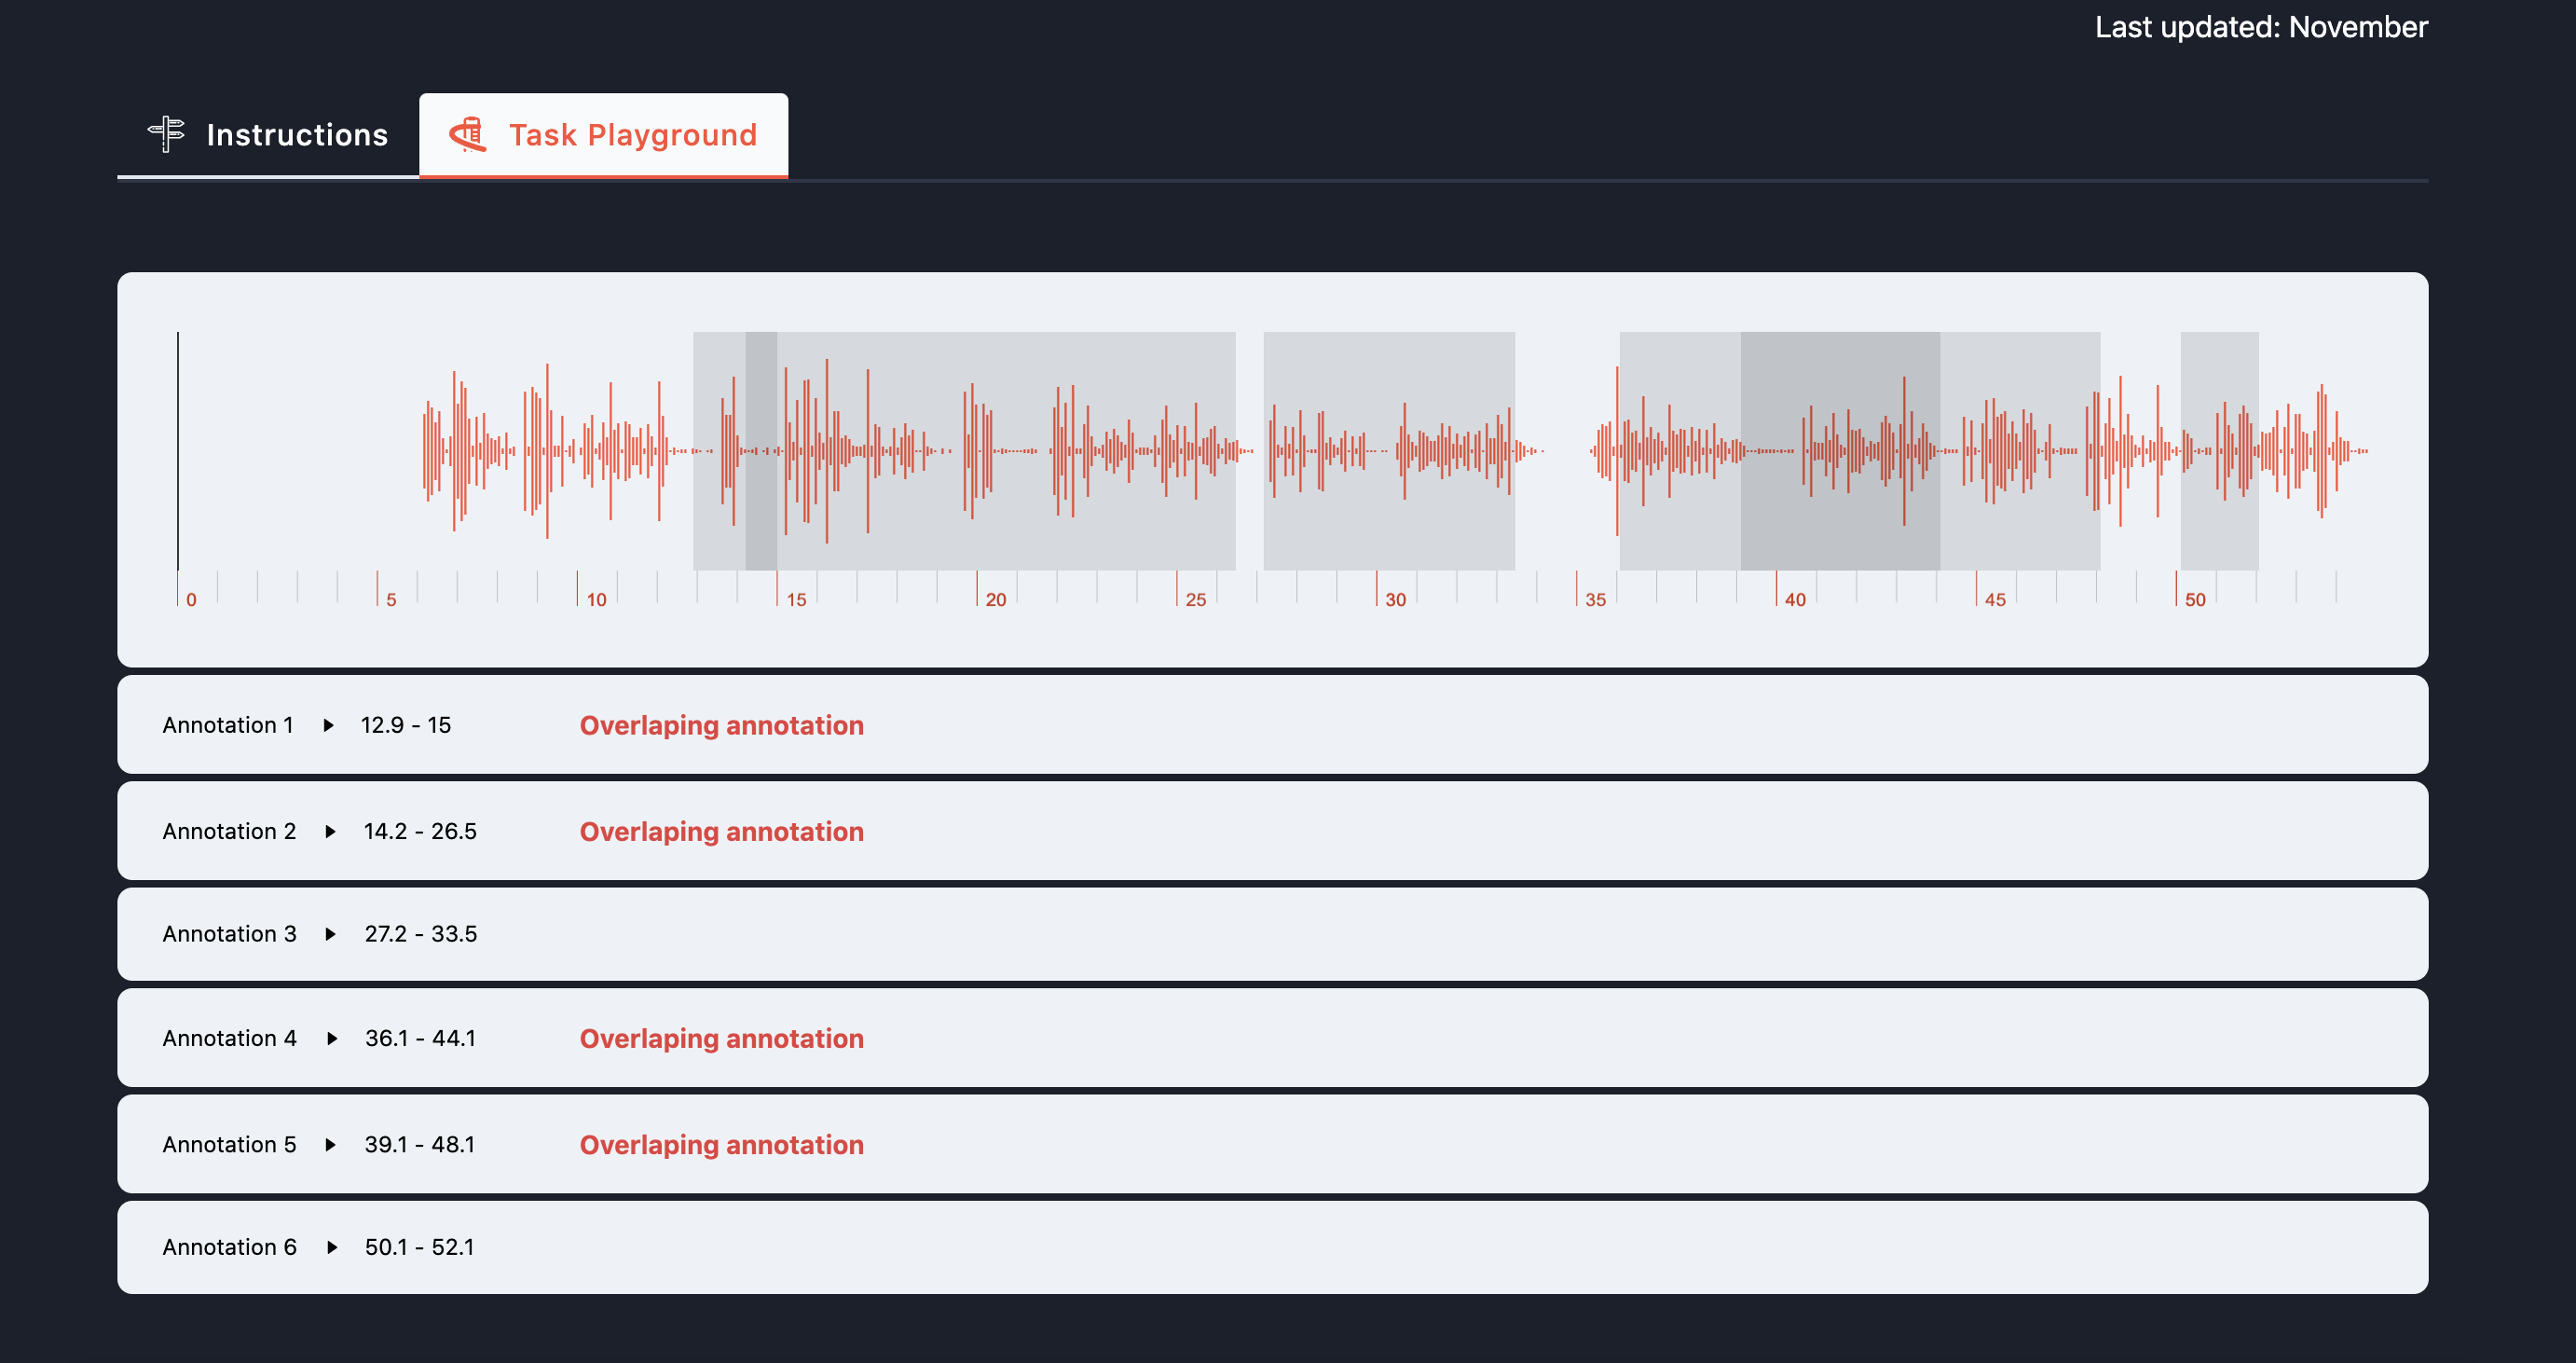 Last updated: November
Instructions
Task Playground
0 5 10 15 20 25 30 35 40 45 50
Annotation 1 12.9 - 15 Overlaping annotation
Annotation 2 14.2 - 26.5 Overlaping annotation
Annotation 3 27.2 - 33.5
Annotation 4 36.1 - 44.1 Overlaping annotation
Annotation 5 39.1 - 48.1 Overlaping annotation
Annotation 6 50.1 - 52.1